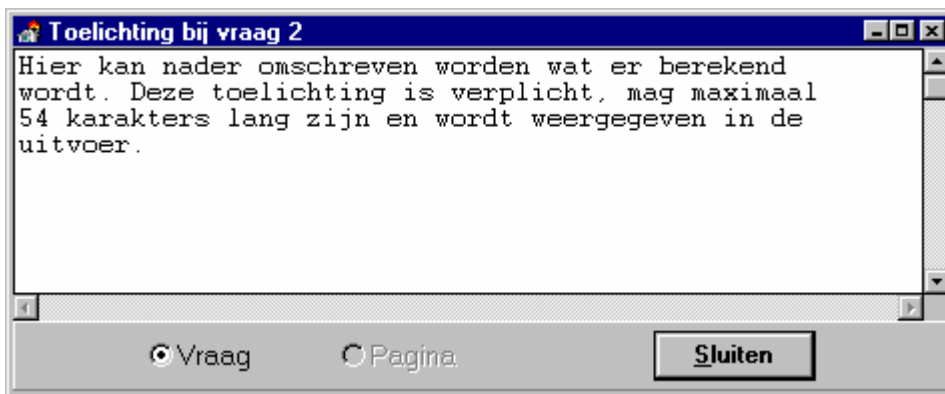 Toelichting bij vraag 2
Hier kan nader omschreven worden wat er berekend
wordt. Deze toelichting is verplicht, mag maximaal
54 karakters lang zijn en wordt weergegeven in de
uitvoer.
Vraag Pagina Sluiten